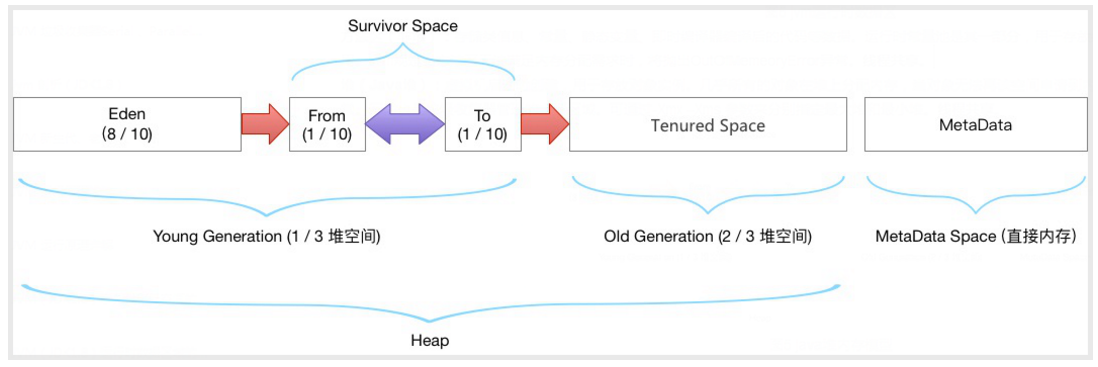 Survivor Space
Eden
(8 / 10)
From
(1 / 10)
To
(1 / 10)
Tenured Space
MetaData
Young Generation (1 / 3 堆空间)
Old Generation (2 / 3 堆空间)
MetaData Space (直接内存)
Heap